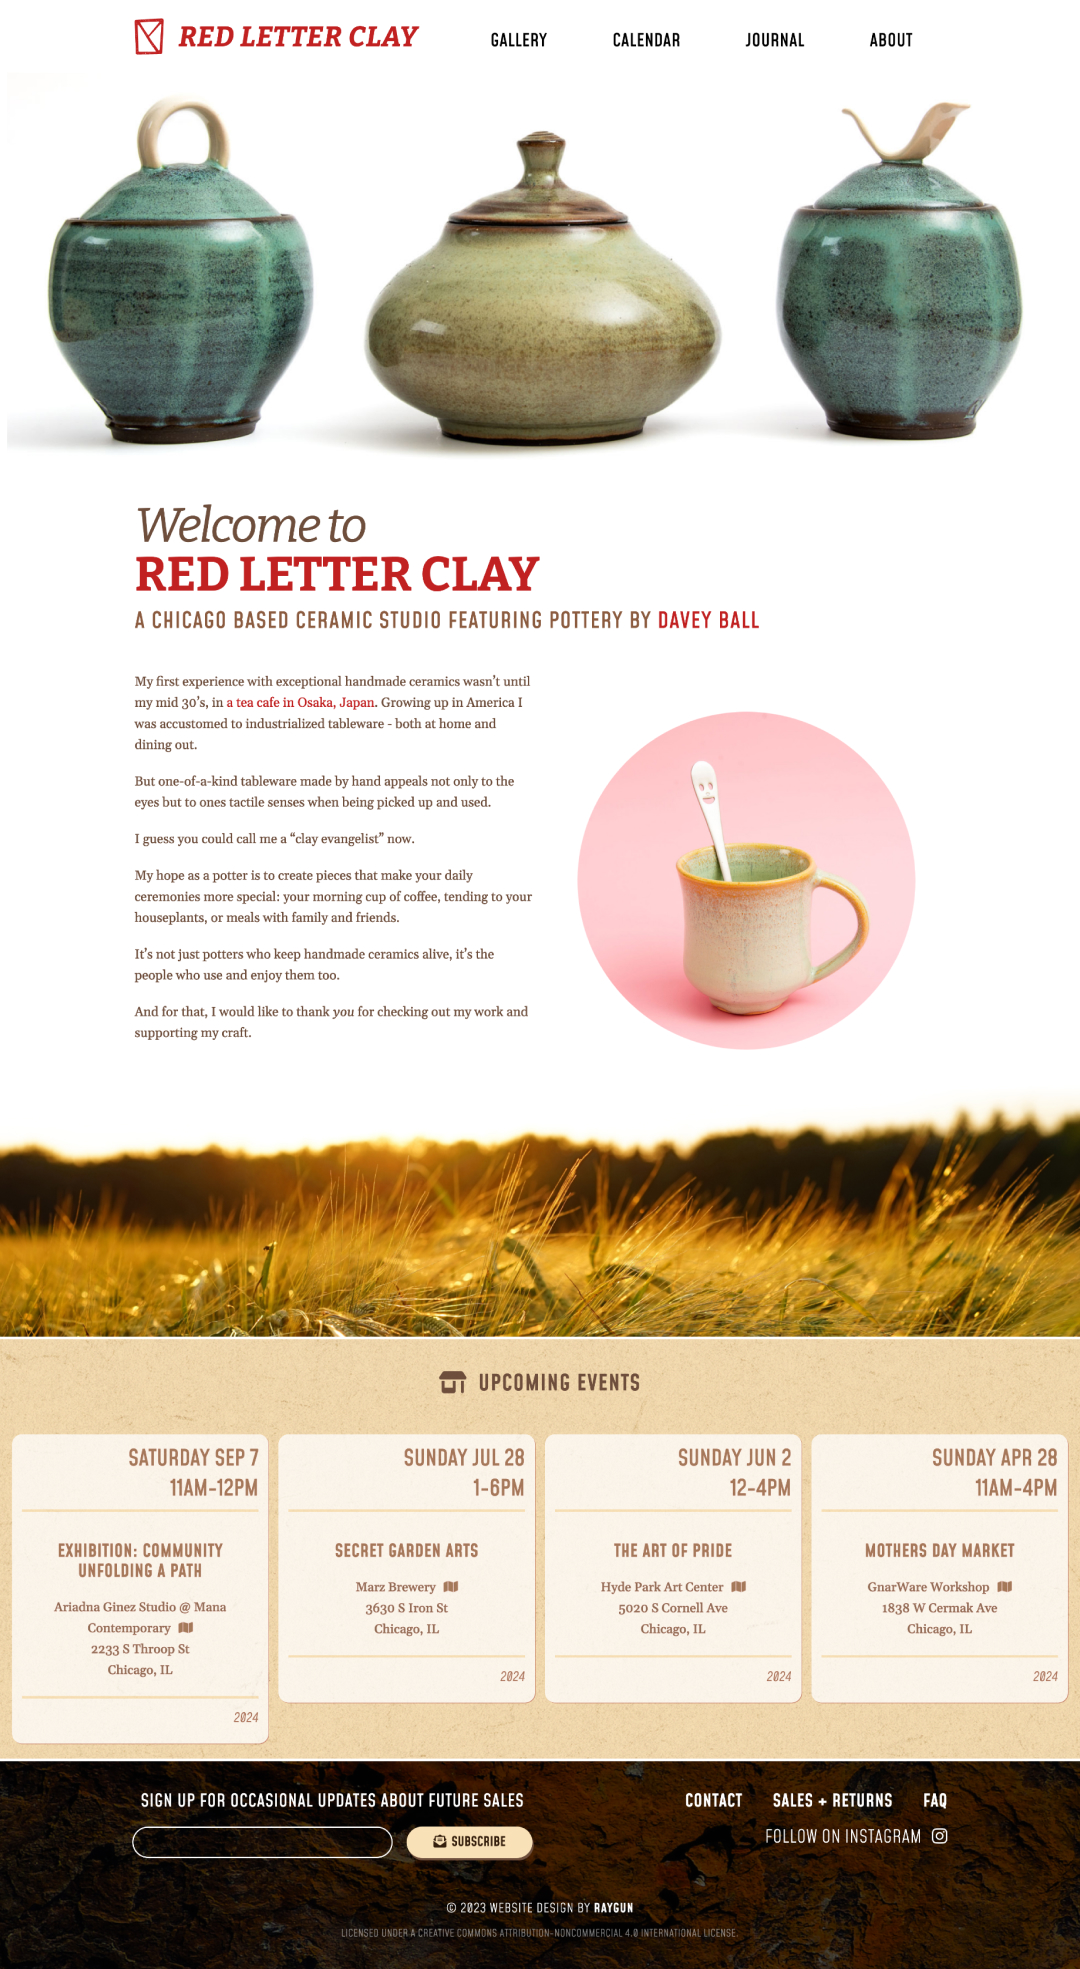 RED LETTER CLAY
GALLERY
CALENDAR
JOURNAL
ABOUT
Welcome to
RED LETTER CLAY
A CHICAGO BASED CERAMIC STUDIO FEATURING POTTERY BY DAVEY BALL
My first experience with exceptional handmade ceramics wasn’t until
my mid 30’s, in a tea cafe in Osaka, Japan. Growing up in America I
was accustomed to industrialized tableware - both at home and
dining out.
But one-of-a-kind tableware made by hand appeals not only to the
eyes but to ones tactile senses when being picked up and used.
I guess you could call me a “clay evangelist” now.
My hope as a potter is to create pieces that make your daily
ceremonies more special: your morning cup of coffee, tending to your
houseplants, or meals with family and friends.
It’s not just potters who keep handmade ceramics alive, it’s the
people who use and enjoy them too.
And for that, I would like to thank you for checking out my work and
supporting my craft.
UPCOMING EVENTS
SATURDAY SEP 7
11AM-12PM
EXHIBITION: COMMUNITY
UNFOLDING A PATH
Ariadna Ginez Studio @ Mana
Contemporary
2233 S Throop St
Chicago, IL
2024
SUNDAY JUL 28
1-6PM
SECRET GARDEN ARTS
Marz Brewery
3630 S Iron St
Chicago, IL
2024
SUNDAY JUN 2
12-4PM
THE ART OF PRIDE
Hyde Park Art Center
5020 S Cornell Ave
Chicago, IL
2024
SUNDAY APR 28
11AM-4PM
MOTHERS DAY MARKET
GnarWare Workshop
1838 W Cermak Ave
Chicago, IL
2024
SIGN UP FOR OCCASIONAL UPDATES ABOUT FUTURE SALES
SUBSCRIBE
CONTACT
SALES + RETURNS
FAQ
FOLLOW ON INSTAGRAM
© 2023 WEBSITE DESIGN BY RAYGUN
LICENSED UNDER A CREATIVE COMMONS ATTRIBUTION-NONCOMMERCIAL 4.0 INTERNATIONAL LICENSE.